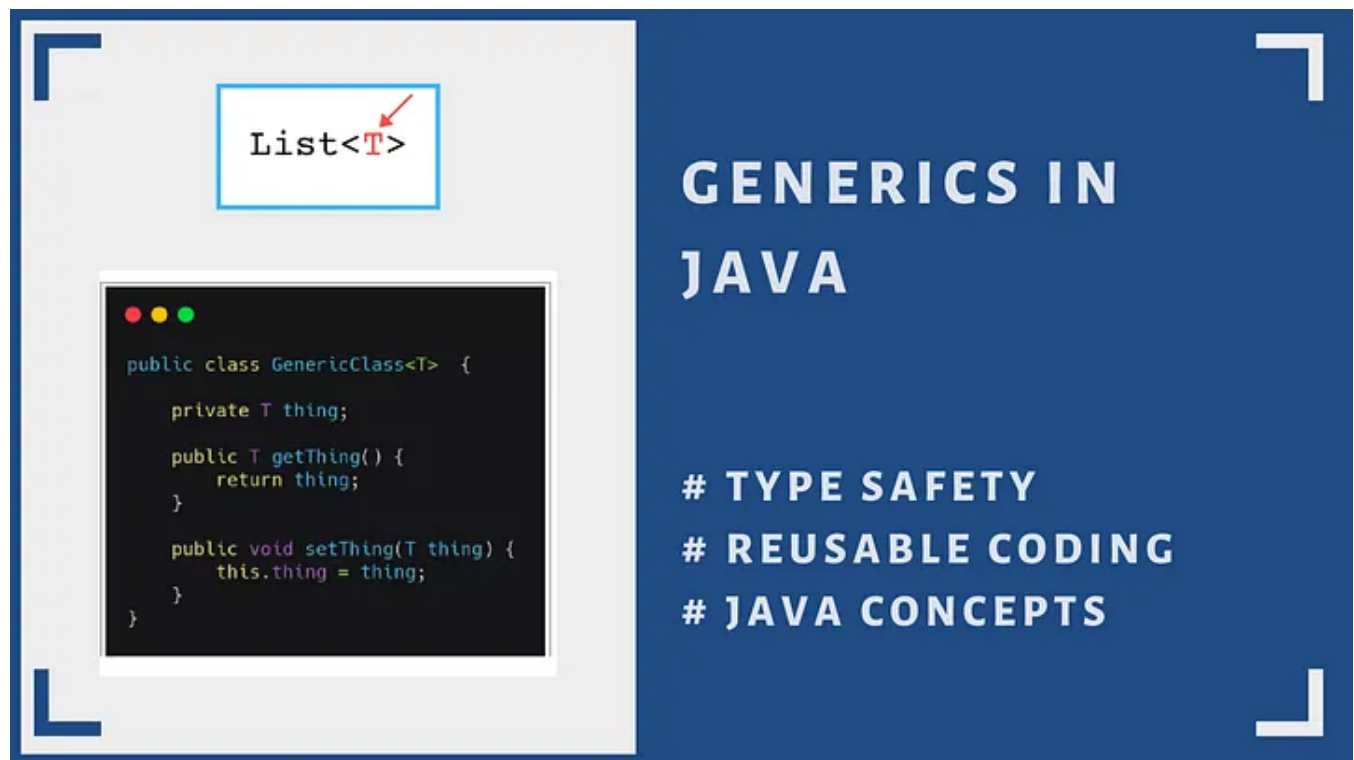 List<T>
public class GenericClass<T>  {
    private T thing;
    public T getThing() {
        return thing;
    }
    public void setThing(T thing) {
        this.thing = thing;
    }
}
GENERICS IN
JAVA
# TYPE SAFETY
# REUSABLE CODING
# JAVA CONCEPTS